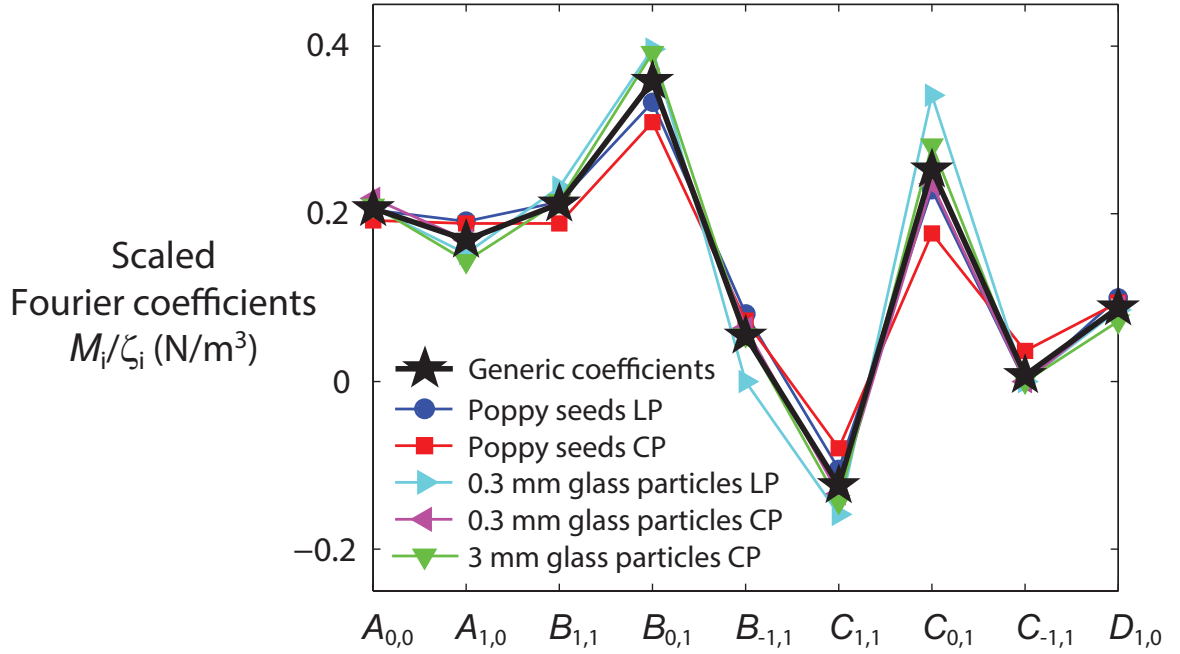 0.4
0.2
0
−0.2
Scaled
Fourier coefficients
Mᵢ/ζᵢ (N/m³)
Generic coefficients
Poppy seeds LP
Poppy seeds CP
0.3 mm glass particles LP
0.3 mm glass particles CP
3 mm glass particles CP
A₀,₀ A₁,₀ B₁,₁ B₀,₁ B₋₁,₁ C₁,₁ C₀,₁ C₋₁,₁ D₁,₀